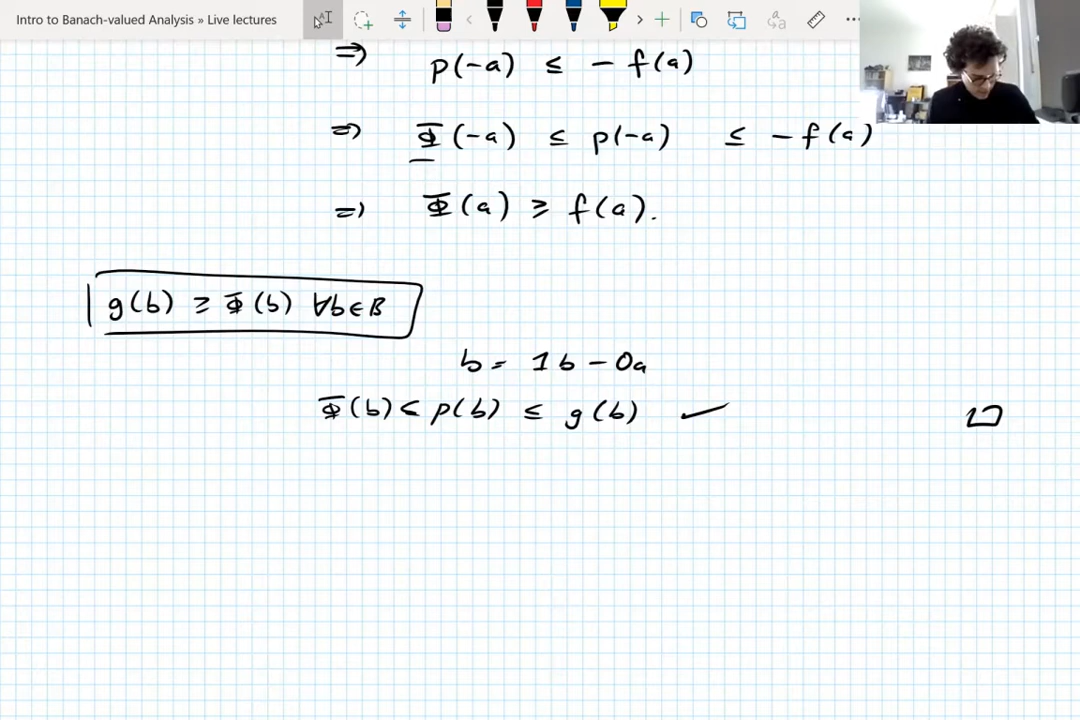 Intro to Banach-valued Analysis » Live lectures
⇒ p(-a) ≤ - f(a)
⇒ Φ(-a) ≤ p(-a) ≤ - f(a)
⇒ Φ(a) ≥ f(a).
g(b) ≥ Φ(b) ∀b∈B
b = 1b - 0a
Φ(b) ≤ p(b) ≤ g(b) ✓ □